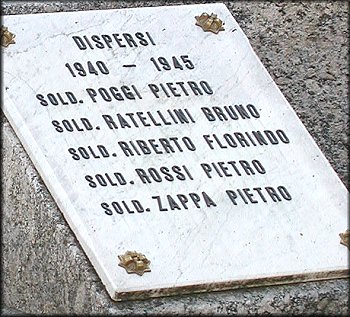 DISPERSI
1940 - 1945
SOLD. POGGI PIETRO
SOLD. RATELLINI BRUNO
SOLD. RIBERTO FLORINDO
SOLD. ROSSI PIETRO
SOLD. ZAPPA PIETRO